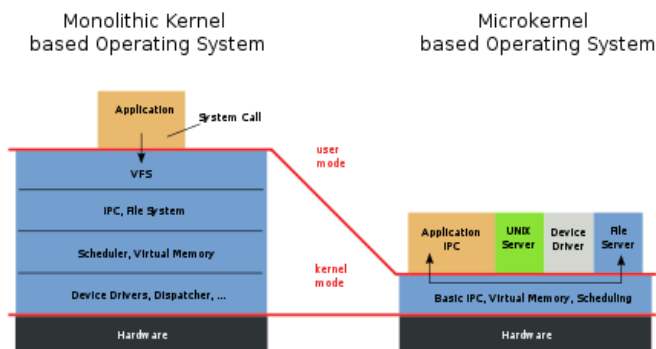 Monolithic Kernel
based Operating System
Microkernel
based Operating System
Application
System Call
user
mode
VFS
IPC, File System
Scheduler, Virtual Memory
kernel
mode
Device Drivers, Dispatcher, ...
Hardware
Application
IPC
UNIX
Server
Device
Driver
File
Server
Basic IPC, Virtual Memory, Scheduling
Hardware